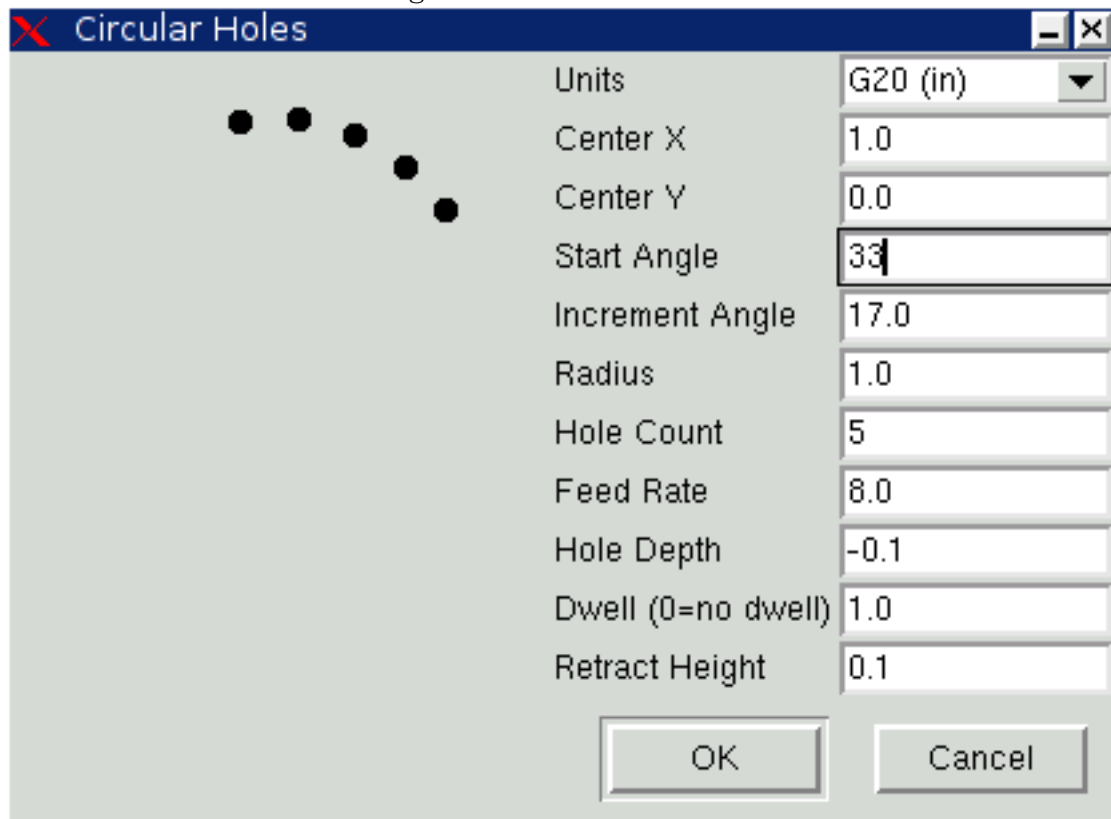 Circular Holes
Units G20 (in)
Center X 1.0
Center Y 0.0
Start Angle 33
Increment Angle 17.0
Radius 1.0
Hole Count 5
Feed Rate 8.0
Hole Depth -0.1
Dwell (0=no dwell) 1.0
Retract Height 0.1
OK Cancel